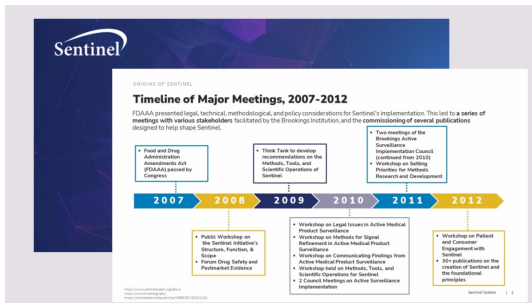 Sentinel
ORIGINS OF SENTINEL
Timeline of Major Meetings, 2007-2012
FDAAA presented legal, technical, methodological, and policy considerations for Sentinel's implementation. This led to a series of
meetings with various stakeholders facilitated by the Brookings Institution, and the commissioning of several publications
designed to help shape Sentinel.
• Food and Drug
Administration
Amendments Act
(FDAAA) passed by
Congress
• Think Tank to develop
recommendations on the
Methods, Tools, and
Scientific Operations of
Sentinel
• Two meetings of the
Brookings Active
Surveillance
Implementation Council
(continued from 2010)
• Workshop on Setting
Priorities for Methods
Research and Development
2007
2008
2009
2010
2011
2012
• Public Workshop on
the Sentinel Initiative's
Structure, Function, &
Scope
• Forum Drug Safety and
Postmarket Evidence
• Workshop on Legal Issues in Active Medical
Product Surveillance
• Workshop on Methods for Signal
Refinement in Active Medical Product
Surveillance
• Workshop on Communicating Findings from
Active Medical Product Surveillance
• Workshop held on Methods, Tools, and
Scientific Operations for Sentinel
• 2 Council Meetings on Active Surveillance
Implementation
• Workshop on Patient
and Consumer
Engagement with
Sentinel
• 30+ publications on the
creation of Sentinel and
the foundational
principles
Sentinel System